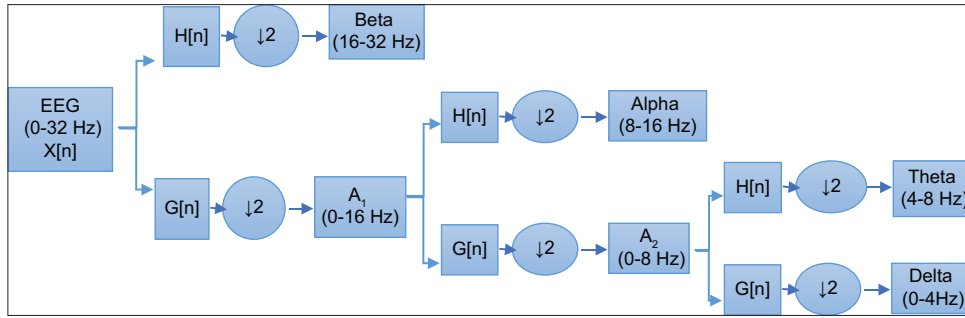 H[n]
↓2
Beta
(16-32 Hz)
EEG
(0-32 Hz)
X[n]
G[n]
↓2
A₁
(0-16 Hz)
H[n]
↓2
Alpha
(8-16 Hz)
G[n]
↓2
A₂
(0-8 Hz)
H[n]
↓2
Theta
(4-8 Hz)
G[n]
↓2
Delta
(0-4Hz)